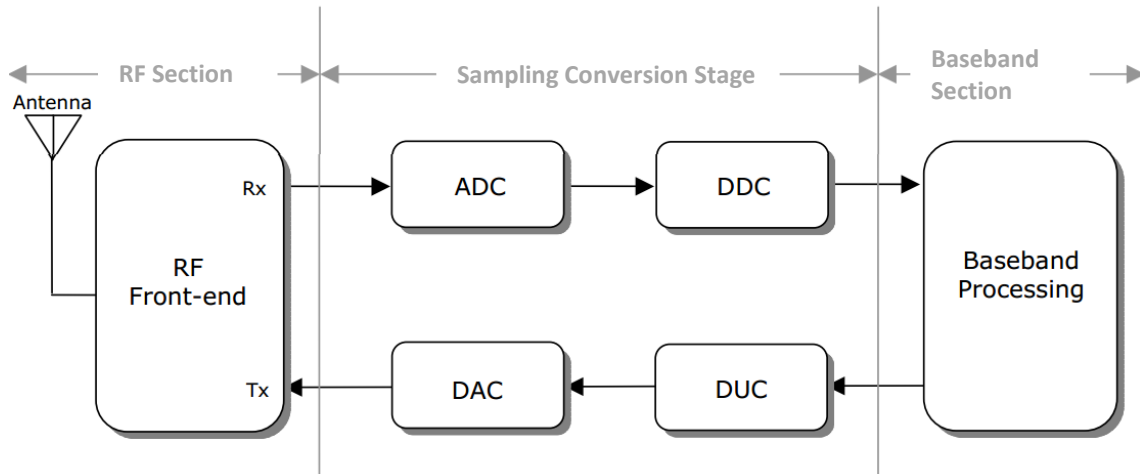 RF Section
Sampling Conversion Stage
Baseband
Section
Antenna
Rx
ADC
DDC
RF
Front-end
Baseband
Processing
Tx
DAC
DUC